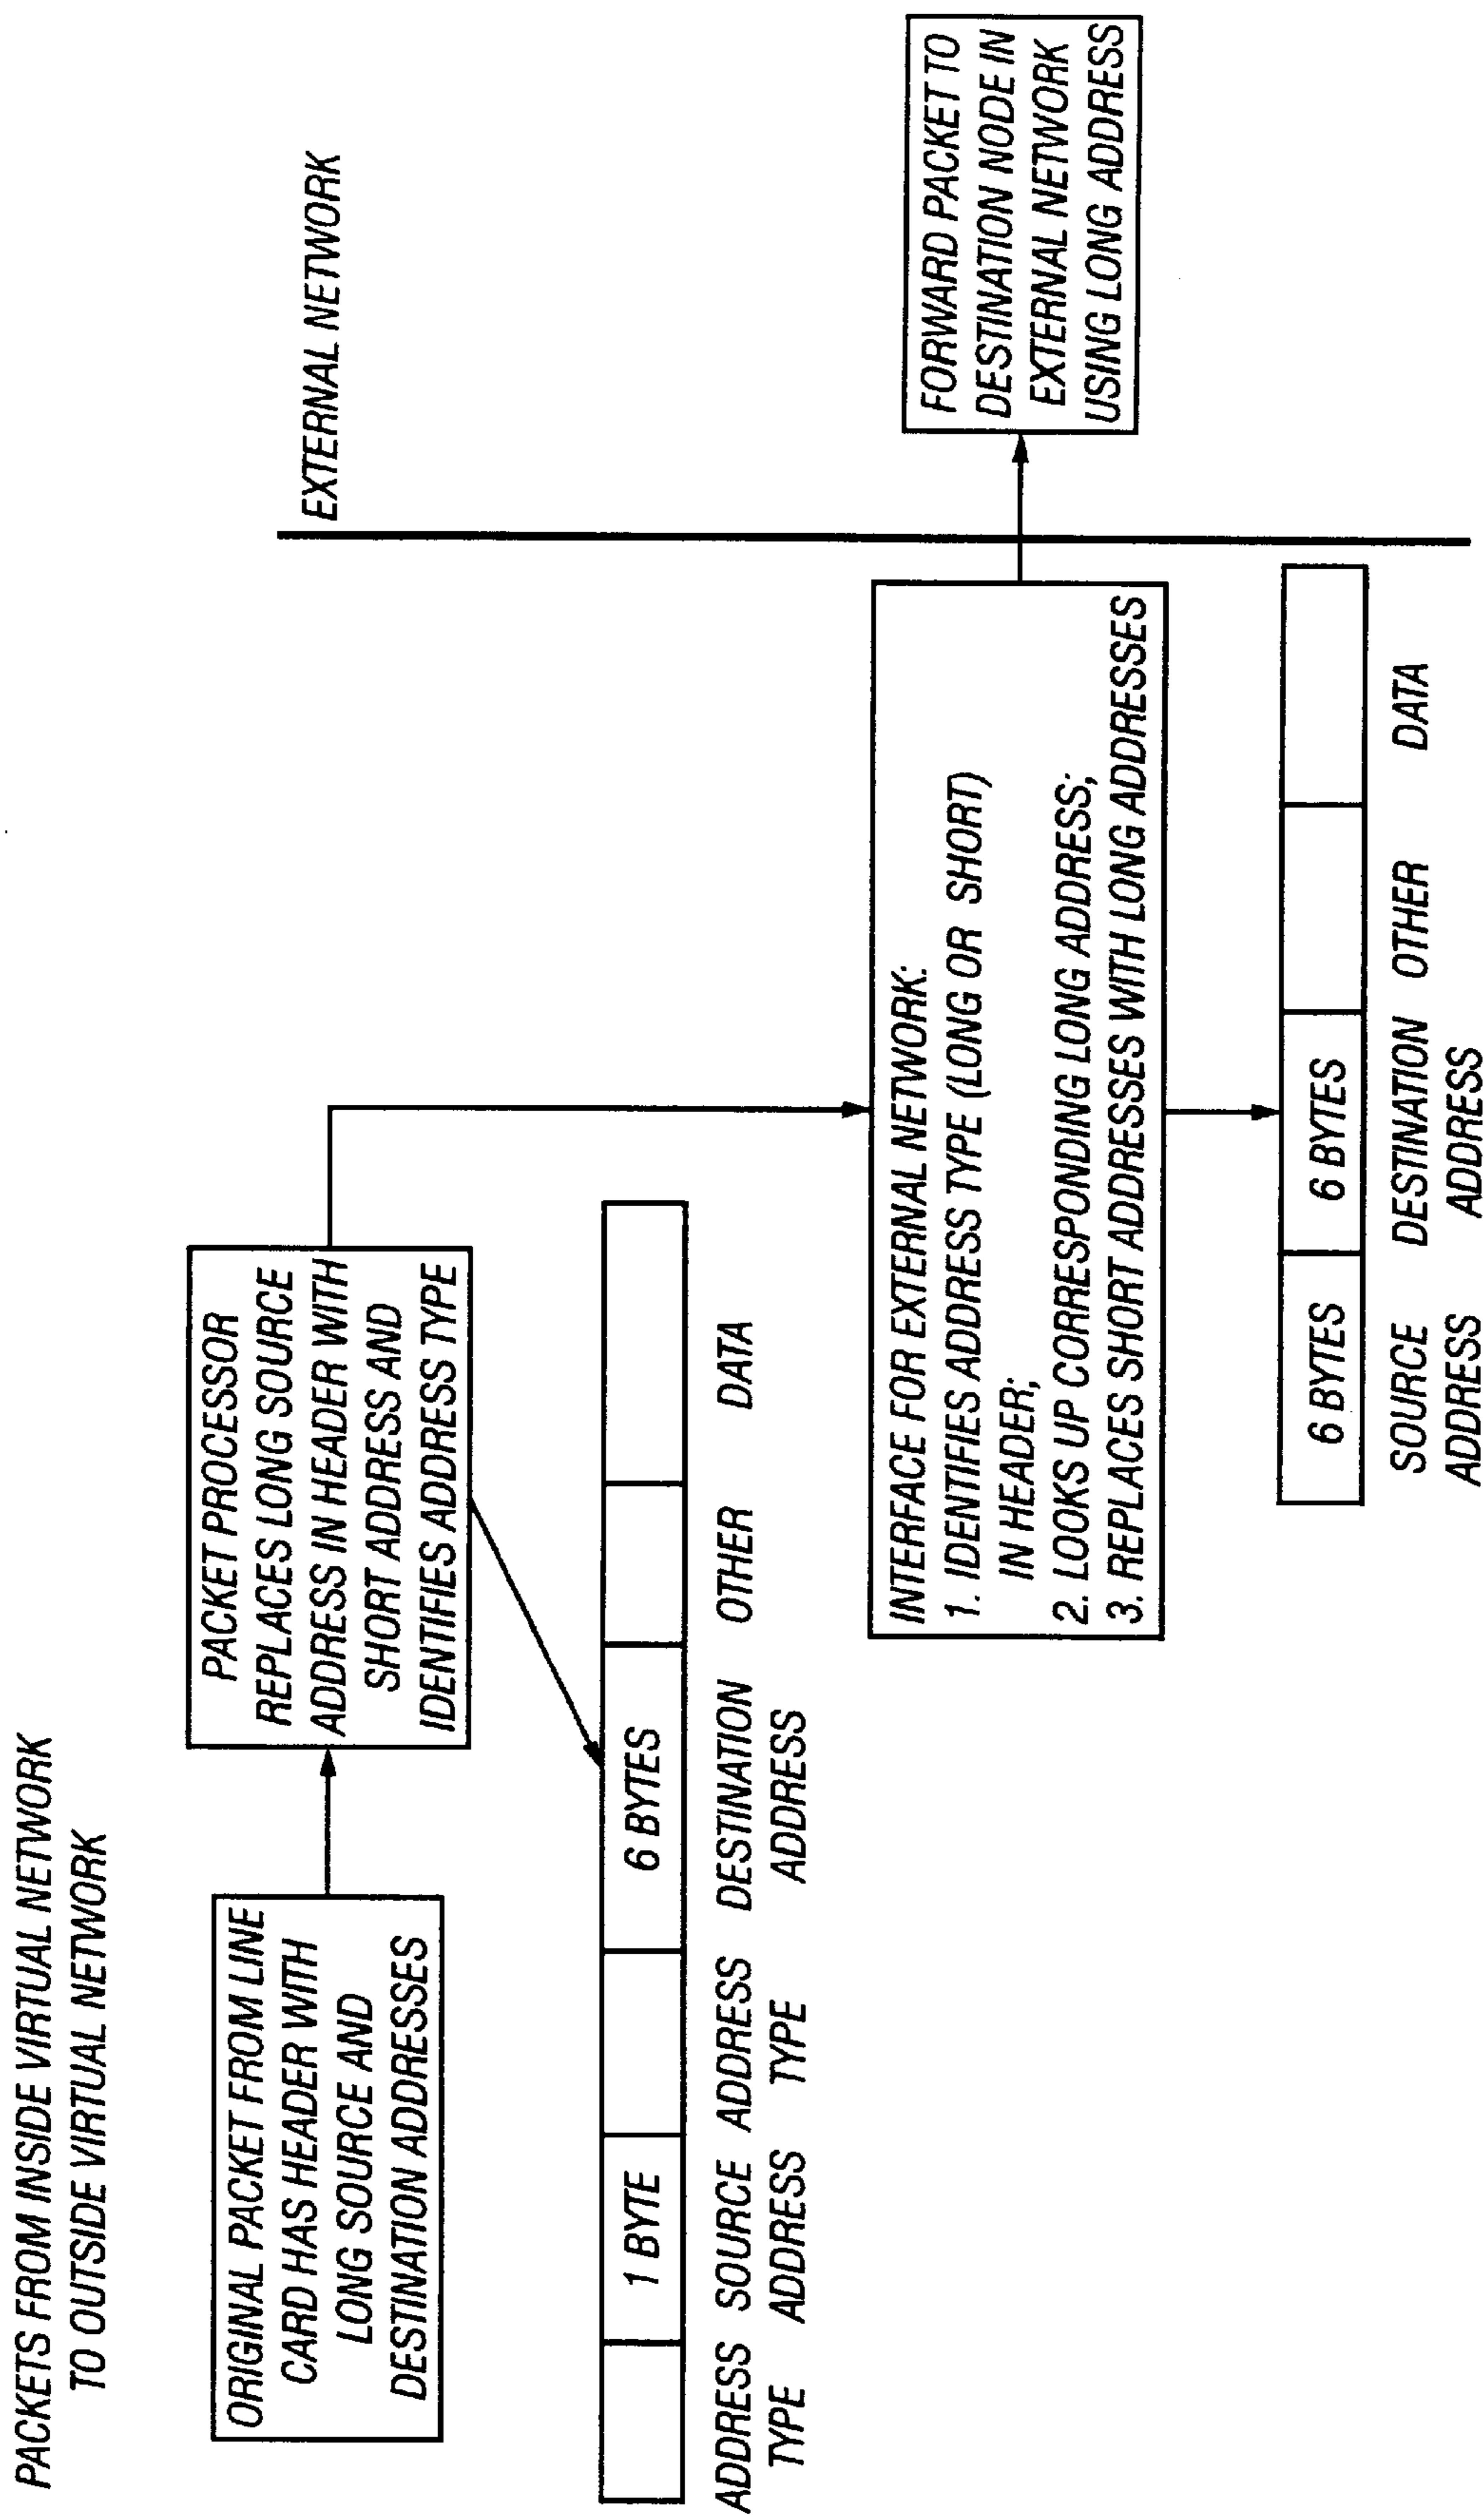 PACKETS FROM INSIDE VIRTUAL NETWORK
TO OUTSIDE VIRTUAL NETWORK
EXTERNAL NETWORK
ORIGINAL PACKET FROM LINE
CARD HAS HEADER WITH
LONG SOURCE AND
DESTINATION ADDRESSES
PACKET PROCESSOR
REPLACES LONG SOURCE
ADDRESS IN HEADER WITH
SHORT ADDRESS AND
IDENTIFIES ADDRESS TYPE
1 BYTE 6 BYTES
ADDRESS SOURCE ADDRESS DESTINATION OTHER DATA
TYPE ADDRESS TYPE ADDRESS
INTERFACE FOR EXTERNAL NETWORK:
1. IDENTIFIES ADDRESS TYPE (LONG OR SHORT)
IN HEADER;
2. LOOKS UP CORRESPONDING LONG ADDRESS;
3. REPLACES SHORT ADDRESSES WITH LONG ADDRESSES
FORWARD PACKET TO
DESTINATION NODE IN
EXTERNAL NETWORK
USING LONG ADDRESS
6 BYTES 6 BYTES
SOURCE DESTINATION OTHER DATA
ADDRESS ADDRESS